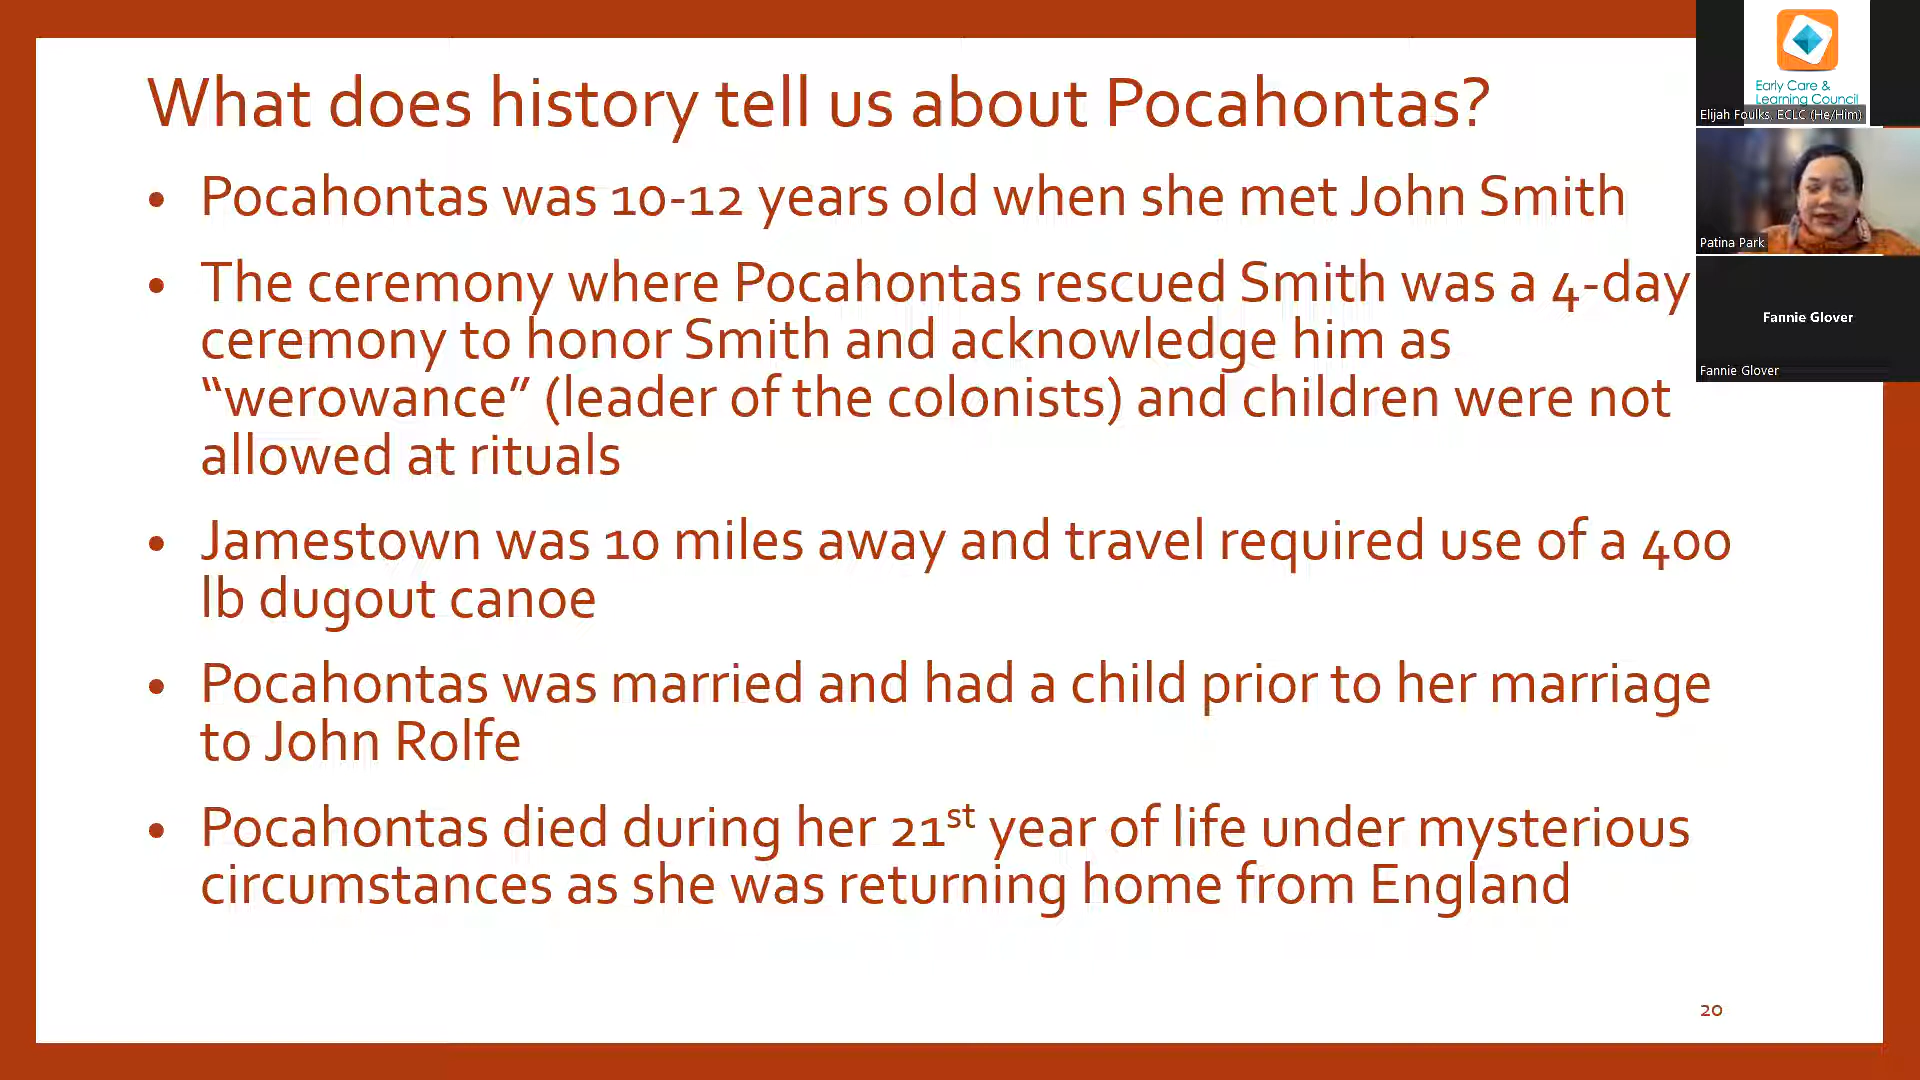 What does history tell us about Pocahontas?
• Pocahontas was 10-12 years old when she met John Smith
• The ceremony where Pocahontas rescued Smith was a 4-day
ceremony to honor Smith and acknowledge him as
“werowance” (leader of the colonists) and children were not
allowed at rituals
• Jamestown was 10 miles away and travel required use of a 400
lb dugout canoe
• Pocahontas was married and had a child prior to her marriage
to John Rolfe
• Pocahontas died during her 21st year of life under mysterious
circumstances as she was returning home from England
20
Early Care &
Learning Council
Elijah Foulks, ECLC (He/Him)
Patina Park
Fannie Glover
Fannie Glover